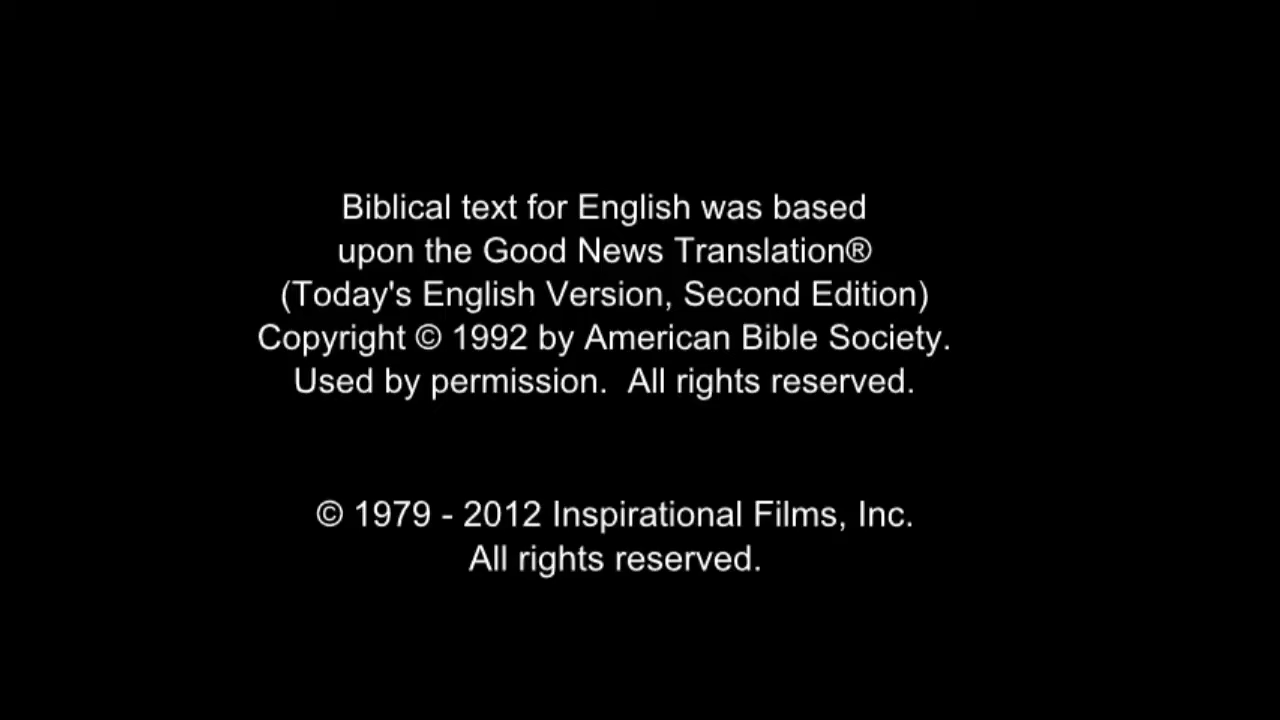 Biblical text for English was based
upon the Good News Translation®
(Today's English Version, Second Edition)
Copyright © 1992 by American Bible Society.
Used by permission.  All rights reserved.
© 1979 - 2012 Inspirational Films, Inc.
All rights reserved.